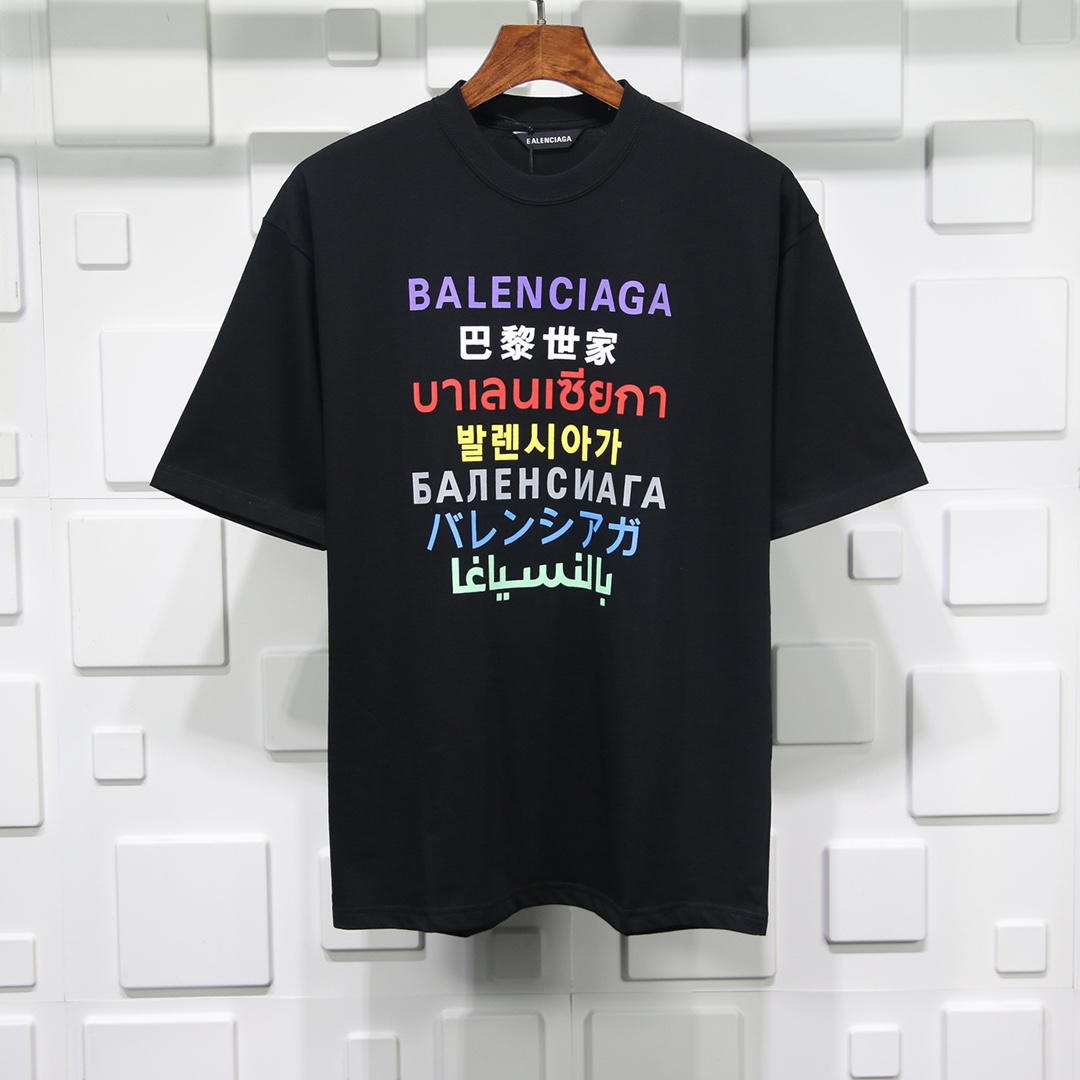 BALENCIAGA
BALENCIAGA
巴黎世家
บาเลนเซียกา
발렌시아가
БАЛЕНСИАГА
バレンシアガ
بالنسياغا